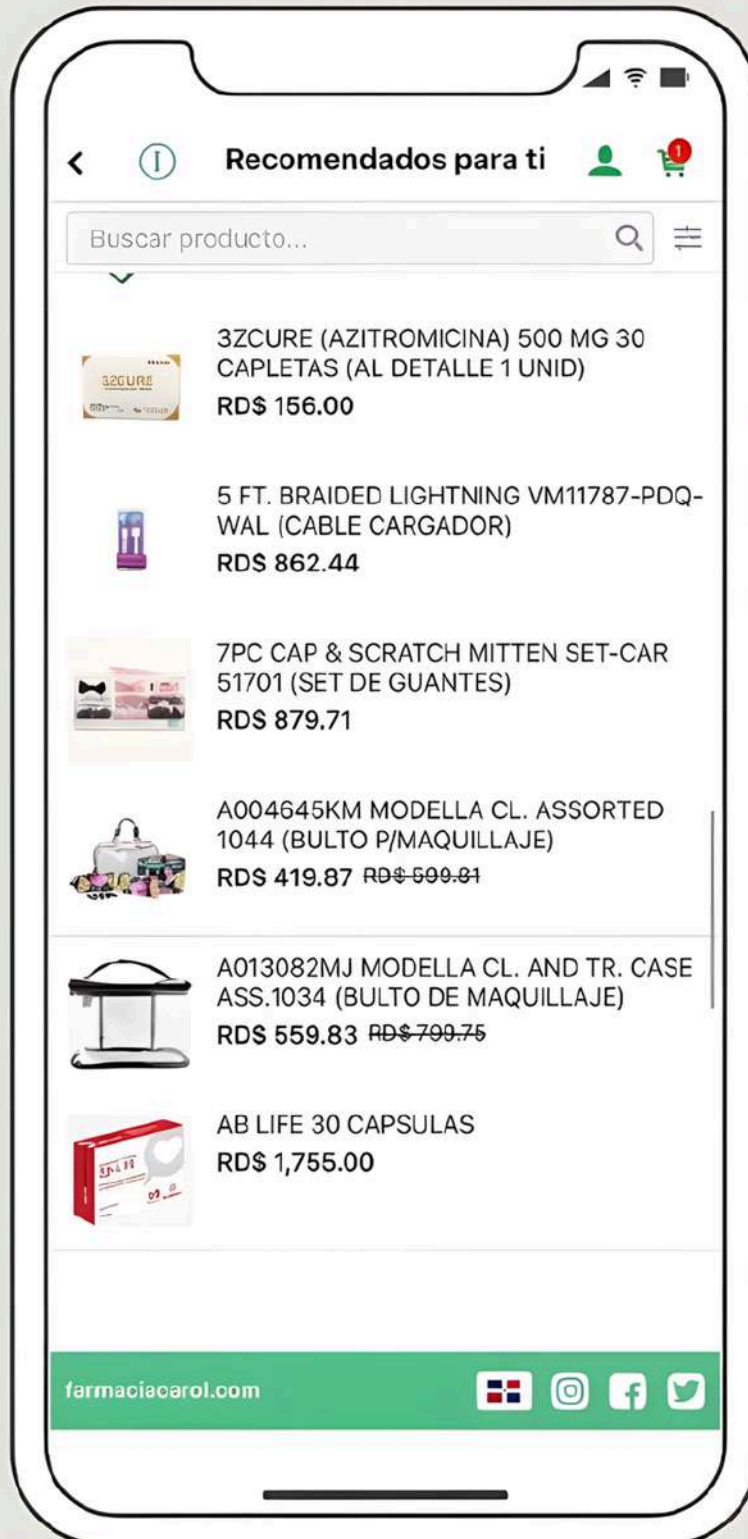 Recomendados para ti
1
Buscar producto...
3ZCURE (AZITROMICINA) 500 MG 30
CAPLETAS (AL DETALLE 1 UNID)
RD$ 156.00
5 FT. BRAIDED LIGHTNING VM11787-PDQ-
WAL (CABLE CARGADOR)
RD$ 862.44
7PC CAP & SCRATCH MITTEN SET-CAR
51701 (SET DE GUANTES)
RD$ 879.71
A004645KM MODELLA CL. ASSORTED
1044 (BULTO P/MAQUILLAJE)
RD$ 419.87 RD$ 599.81
A013082MJ MODELLA CL. AND TR. CASE
ASS.1034 (BULTO DE MAQUILLAJE)
RD$ 559.83 RD$ 799.75
AB LIFE 30 CAPSULAS
RD$ 1,755.00
farmaciacarol.com